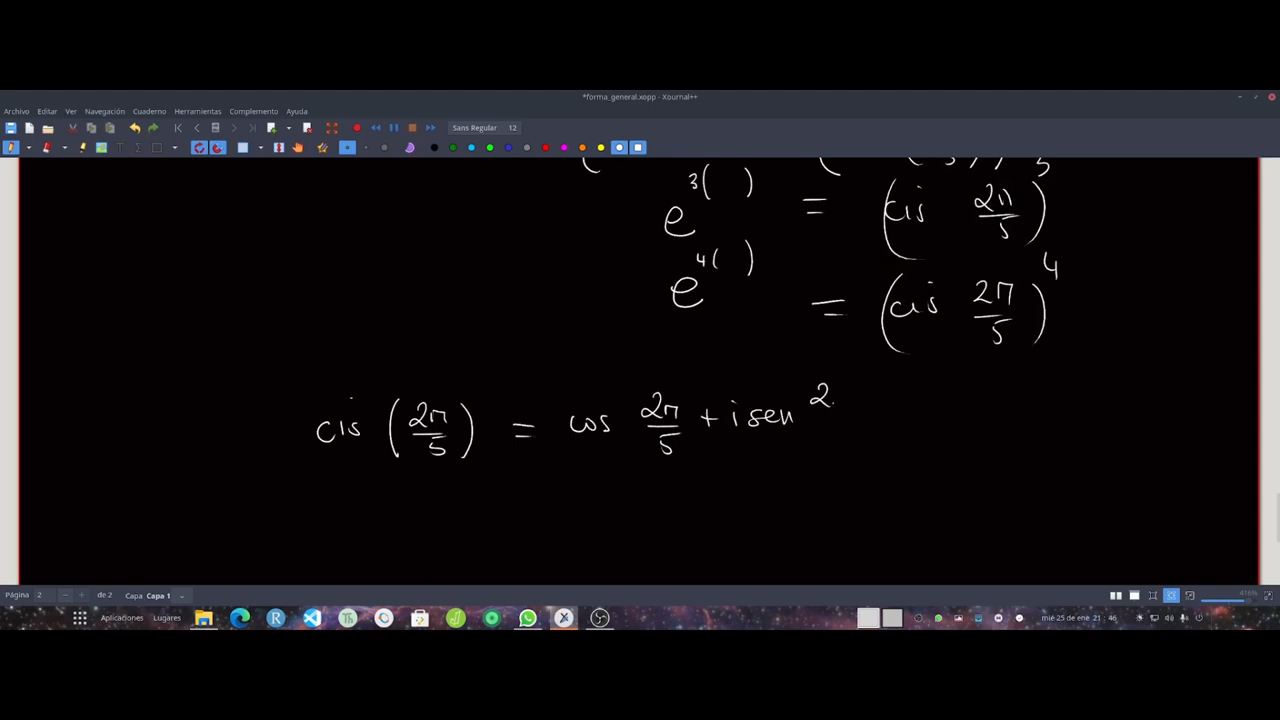 *forma_general.xopp - Xournal++
Archivo Editar Ver Navegación Cuaderno Herramientas Complemento Ayuda
Sans Regular 12
e^{3( )} = (cis 2π/5)^3
e^{4( )} = (cis 2π/5)^4
cis (2π/5) = cos 2π/5 + i sen 2
Página 2 de 2 Capa Capa 1 416%
Aplicaciones Lugares mié 25 de ene 21:46